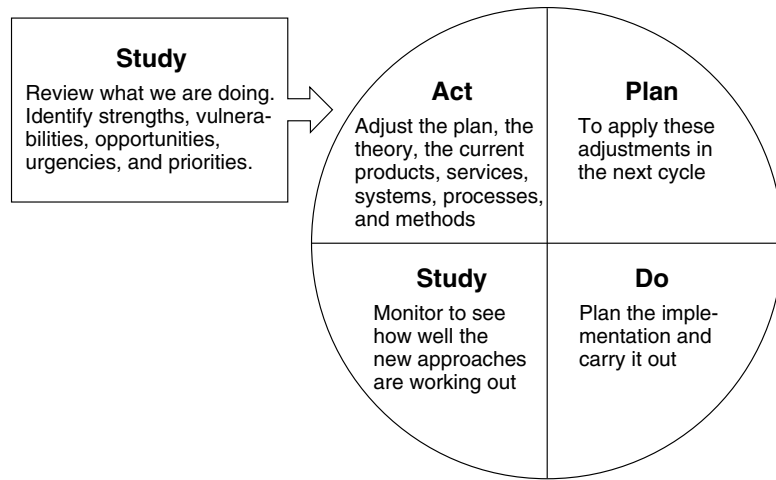 Study
Review what we are doing.
Identify strengths, vulnera-
bilities, opportunities,
urgencies, and priorities.
Act
Adjust the plan, the
theory, the current
products, services,
systems, processes,
and methods
Plan
To apply these
adjustments in
the next cycle
Study
Monitor to see
how well the
new approaches
are working out
Do
Plan the imple-
mentation and
carry it out